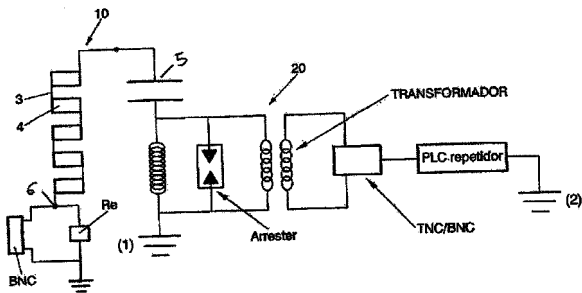 10
5
20
3
TRANSFORMADOR
4
PLC-repetidor
6
Re
(1)
Arrester
TNC/BNC
(2)
BNC